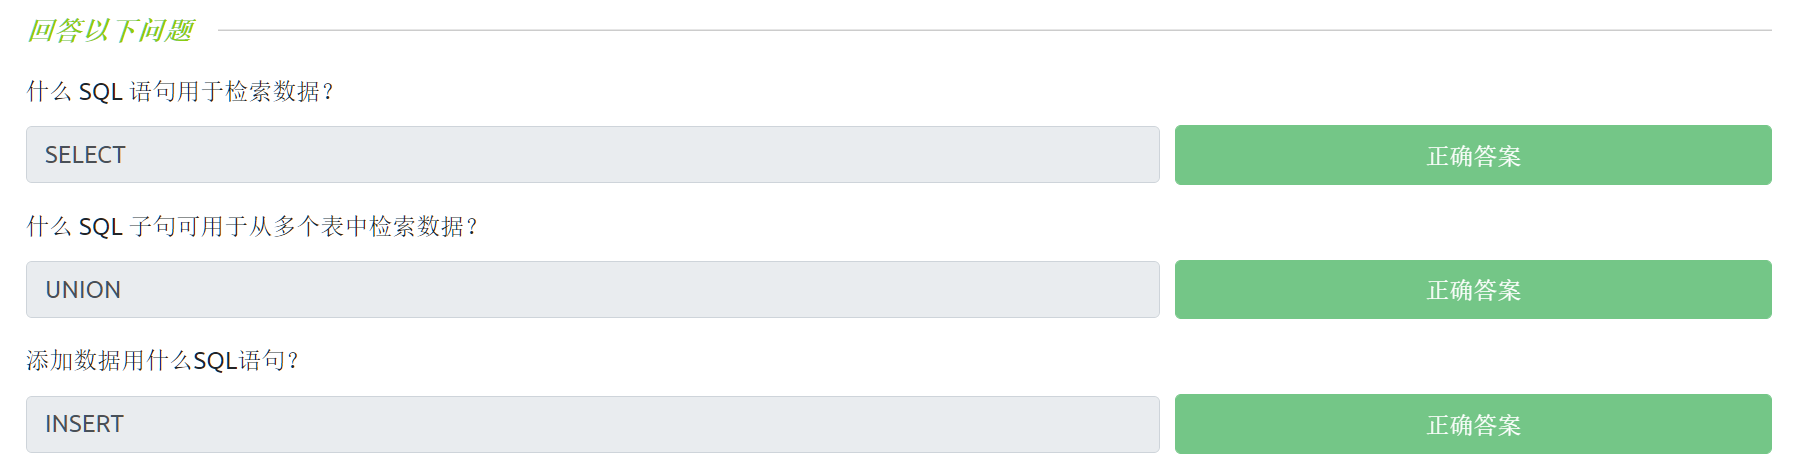 回答以下问题
什么 SQL 语句用于检索数据？
SELECT
正确答案
什么 SQL 子句可用于从多个表中检索数据？
UNION
正确答案
添加数据用什么SQL语句？
INSERT
正确答案